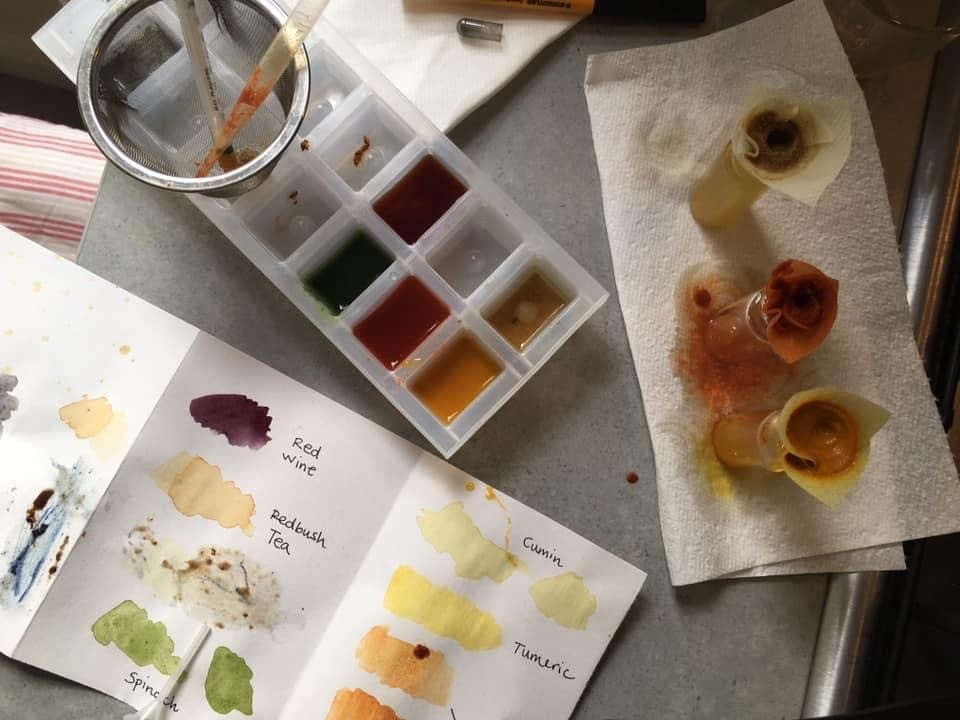 Red
wine
Redbush
Tea
Spinach
Cumin
Tumeric